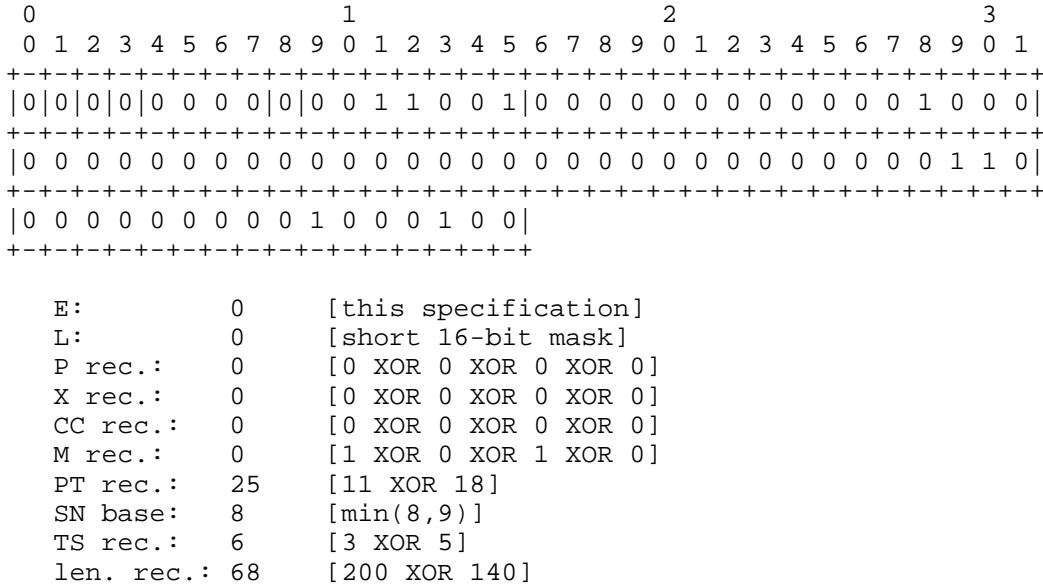 0                   1                   2                   3
 0 1 2 3 4 5 6 7 8 9 0 1 2 3 4 5 6 7 8 9 0 1 2 3 4 5 6 7 8 9 0 1
+-+-+-+-+-+-+-+-+-+-+-+-+-+-+-+-+-+-+-+-+-+-+-+-+-+-+-+-+-+-+-+-+
|0|0|0|0|0 0 0 0|0|0 0 1 1 0 0 1|0 0 0 0 0 0 0 0 0 0 0 0 1 0 0 0|
+-+-+-+-+-+-+-+-+-+-+-+-+-+-+-+-+-+-+-+-+-+-+-+-+-+-+-+-+-+-+-+-+
|0 0 0 0 0 0 0 0 0 0 0 0 0 0 0 0 0 0 0 0 0 0 0 0 0 0 0 0 0 1 1 0|
+-+-+-+-+-+-+-+-+-+-+-+-+-+-+-+-+-+-+-+-+-+-+-+-+-+-+-+-+-+-+-+-+
|0 0 0 0 0 0 0 0 0 1 0 0 0 1 0 0|
+-+-+-+-+-+-+-+-+-+-+-+-+-+-+-+-+
   E:         0     [this specification]
   L:         0     [short 16-bit mask]
   P rec.:    0     [0 XOR 0 XOR 0 XOR 0]
   X rec.:    0     [0 XOR 0 XOR 0 XOR 0]
   CC rec.:   0     [0 XOR 0 XOR 0 XOR 0]
   M rec.:    0     [1 XOR 0 XOR 1 XOR 0]
   PT rec.:   25    [11 XOR 18]
   SN base:   8     [min(8,9)]
   TS rec.:   6     [3 XOR 5]
   len. rec.: 68    [200 XOR 140]